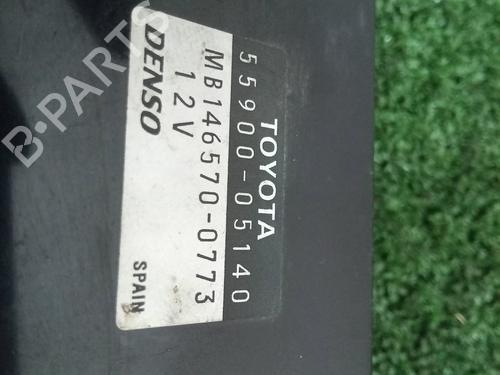 TOYOTA
55900-05140
MB146570-0773
12V
DENSO
SPAIN
B-PARTS